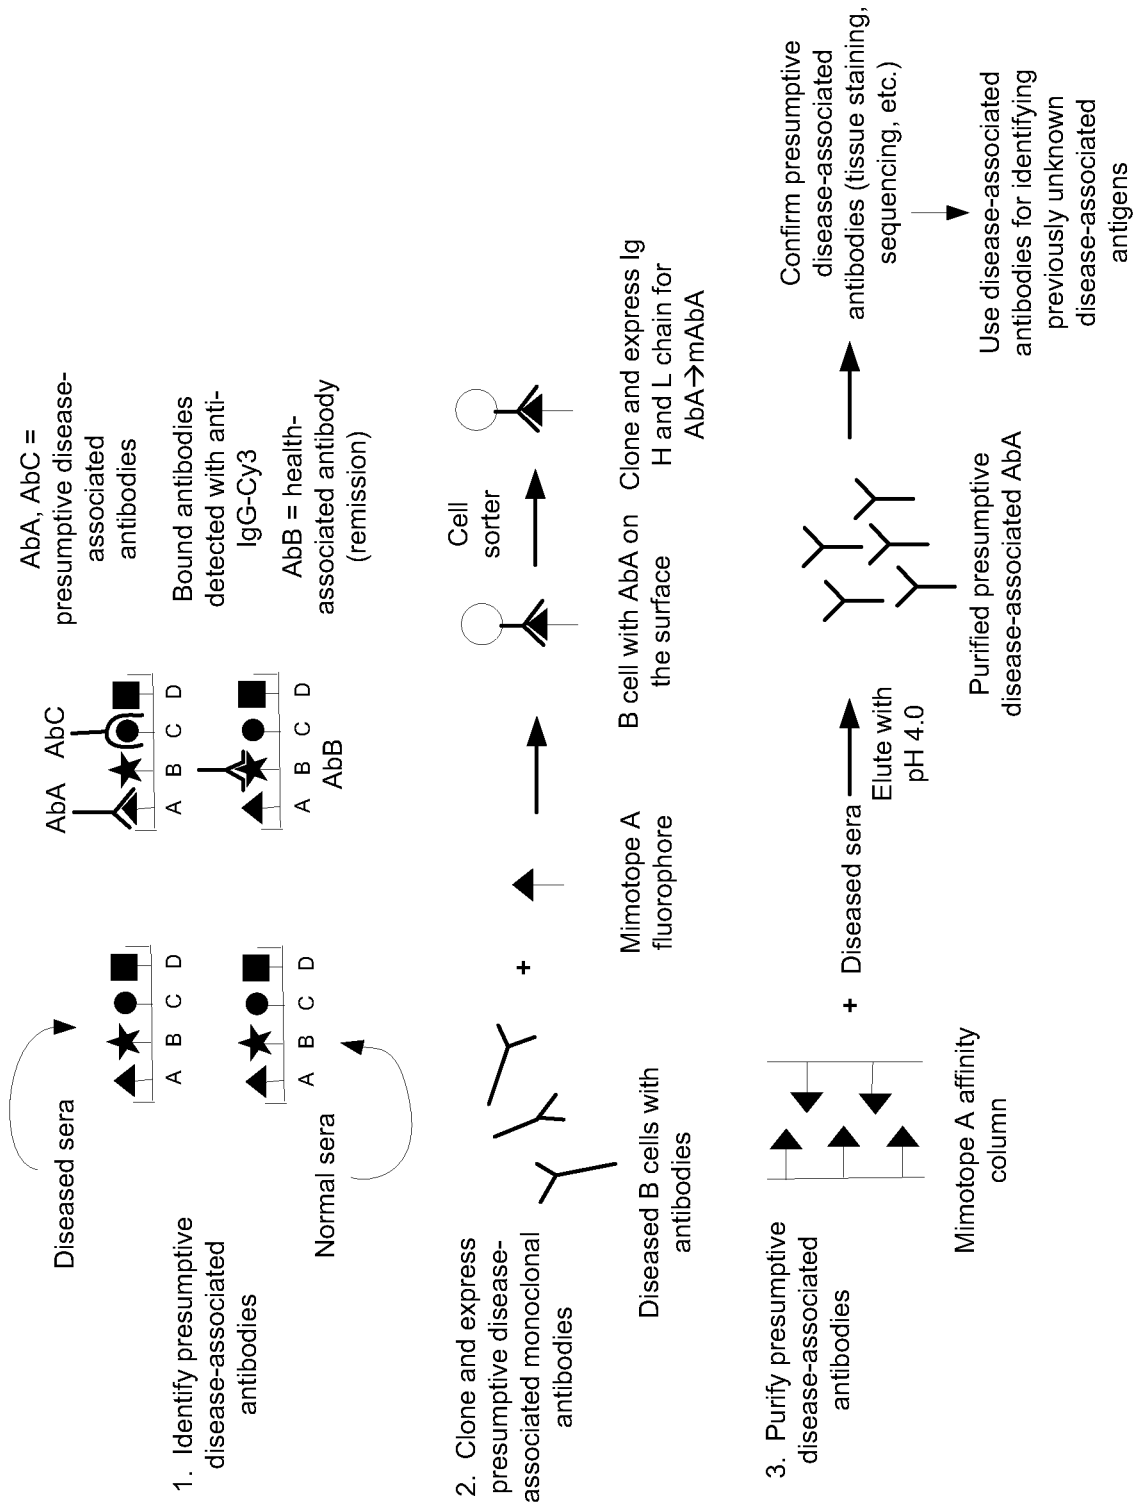 1. Identify presumptive
disease-associated
antibodies
Diseased sera
Normal sera
A B C D
A B C D
AbA AbC
A B C D
A B C D
AbB
AbA, AbC =
presumptive disease-
associated
antibodies
Bound antibodies
detected with anti-
IgG-Cy3
AbB = health-
associated antibody
(remission)
2. Clone and express
presumptive disease-
associated monoclonal
antibodies
Diseased B cells with
antibodies
+
Mimotope A
fluorophore
B cell with AbA on
the surface
Cell
sorter
Clone and express Ig
H and L chain for
AbA→mAbA
3. Purify presumptive
disease-associated
antibodies
Mimotope A affinity
column
+ Diseased sera
Elute with
pH 4.0
Purified presumptive
disease-associated AbA
Confirm presumptive
disease-associated
antibodies (tissue staining,
sequencing, etc.)
Use disease-associated
antibodies for identifying
previously unknown
disease-associated
antigens